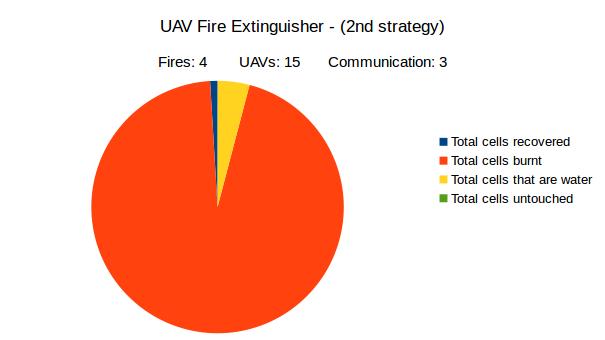 UAV Fire Extinguisher - (2nd strategy)
Fires: 4 UAVs: 15 Communication: 3
Total cells recovered
Total cells burnt
Total cells that are water
Total cells untouched